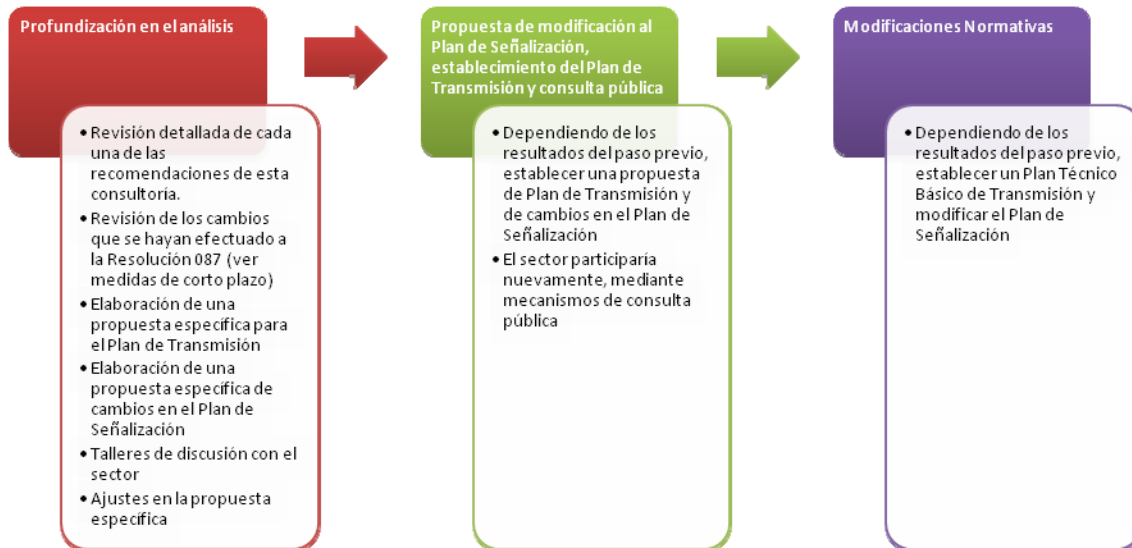 Profundización en el análisis
• Revisión detallada de cada
una de las
recomendaciones de esta
consultoría.
• Revisión de los cambios
que se hayan efectuado a
la Resolución 087 (ver
medidas de corto plazo)
• Elaboración de una
propuesta específica para
el Plan de Transmisión
• Elaboración de una
propuesta específica de
cambios en el Plan de
Señalización
• Talleres de discusión con el
sector
• Ajustes en la propuesta
específica
Propuesta de modificación al
Plan de Señalización,
establecimiento del Plan de
Transmisión y consulta pública
• Dependiendo de los
resultados del paso previo,
establecer una propuesta
de Plan de Transmisión y
de cambios en el Plan de
Señalización
• El sector participaría
nuevamente, mediante
mecanismos de consulta
pública
Modificaciones Normativas
• Dependiendo de los
resultados del paso previo,
establecer un Plan Técnico
Básico de Transmisión y
modificar el Plan de
Señalización